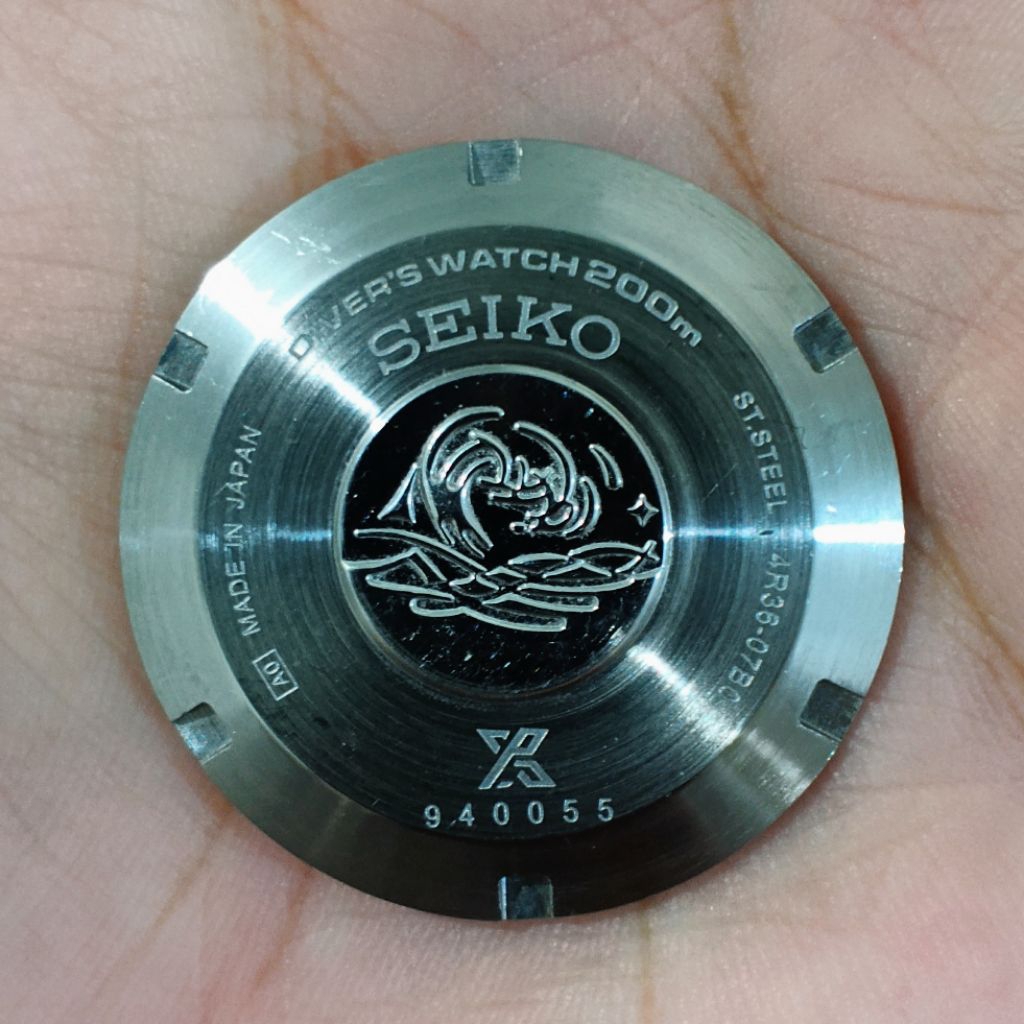 DIVER'S WATCH 200m
SEIKO
ST.STEEL 4R36-07B0
MADE IN JAPAN
A0
940055